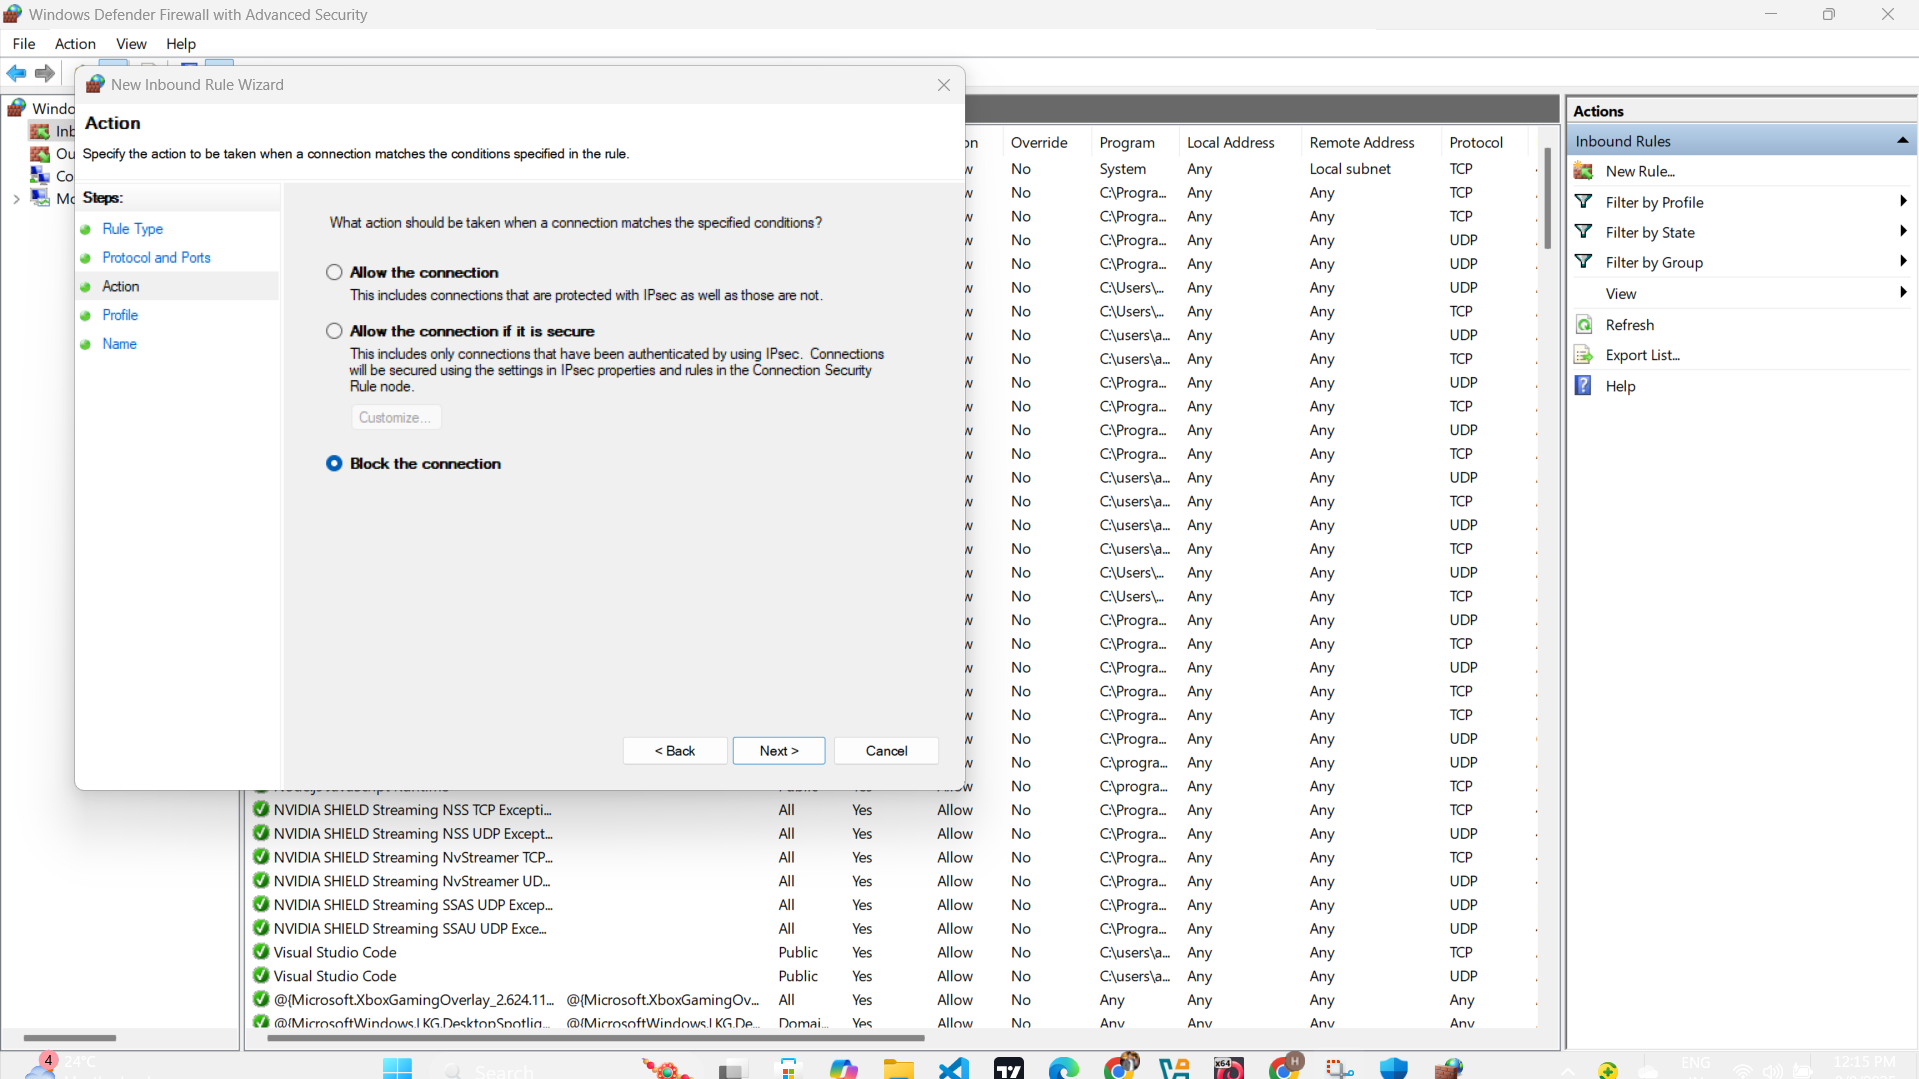 Windows Defender Firewall with Advanced Security
File Action View Help
New Inbound Rule Wizard
Action
Specify the action to be taken when a connection matches the conditions specified in the rule.
Steps:
Rule Type
Protocol and Ports
Action
Profile
Name
What action should be taken when a connection matches the specified conditions?
Allow the connection
This includes connections that are protected with IPsec as well as those are not.
Allow the connection if it is secure
This includes only connections that have been authenticated by using IPsec. Connections
will be secured using the settings in IPsec properties and rules in the Connection Security
Rule node.
Customize...
Block the connection
< Back Next > Cancel
Override Program Local Address Remote Address Protocol
No System Any Local subnet TCP
No C:\Progra... Any Any TCP
No C:\Progra... Any Any TCP
No C:\Progra... Any Any UDP
No C:\Progra... Any Any UDP
No C:\Users\... Any Any UDP
No C:\Users\... Any Any TCP
No C:\users\a... Any Any UDP
No C:\users\a... Any Any TCP
No C:\Progra... Any Any UDP
No C:\Progra... Any Any TCP
No C:\Progra... Any Any UDP
No C:\Progra... Any Any TCP
No C:\users\a... Any Any UDP
No C:\users\a... Any Any TCP
No C:\users\a... Any Any UDP
No C:\users\a... Any Any TCP
No C:\Users\... Any Any UDP
No C:\Users\... Any Any TCP
No C:\Progra... Any Any UDP
No C:\Progra... Any Any TCP
No C:\Progra... Any Any UDP
No C:\Progra... Any Any TCP
No C:\Progra... Any Any TCP
No C:\Progra... Any Any UDP
No C:\progra... Any Any UDP
No C:\progra... Any Any TCP
NVIDIA SHIELD Streaming NSS TCP Excepti... All Yes Allow No C:\Progra... Any Any TCP
NVIDIA SHIELD Streaming NSS UDP Except... All Yes Allow No C:\Progra... Any Any UDP
NVIDIA SHIELD Streaming NvStreamer TCP... All Yes Allow No C:\Progra... Any Any TCP
NVIDIA SHIELD Streaming NvStreamer UD... All Yes Allow No C:\Progra... Any Any UDP
NVIDIA SHIELD Streaming SSAS UDP Excep... All Yes Allow No C:\Progra... Any Any UDP
NVIDIA SHIELD Streaming SSAU UDP Exce... All Yes Allow No C:\Progra... Any Any UDP
Visual Studio Code Public Yes Allow No C:\users\a... Any Any TCP
Visual Studio Code Public Yes Allow No C:\users\a... Any Any UDP
@{Microsoft.XboxGamingOverlay_2.624.11... @{Microsoft.XboxGamingOv... All Yes Allow No Any Any Any Any
@{MicrosoftWindows.LKG.DesktopSpotlig... @{MicrosoftWindows.LKG.De... Domai... Yes Allow No Any Any Any Any
Actions
Inbound Rules
New Rule...
Filter by Profile
Filter by State
Filter by Group
View
Refresh
Export List...
Help
4 24°C
Search
x64
H
ENG
12:15 PM